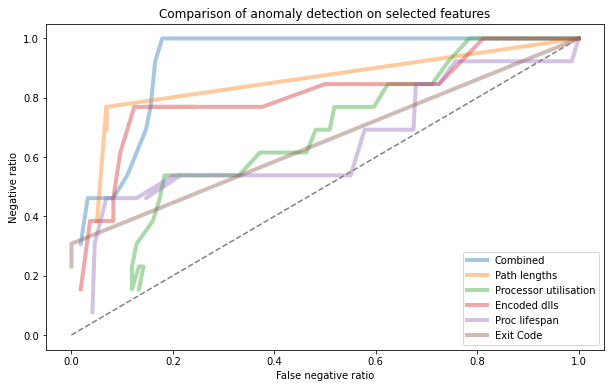 Comparison of anomaly detection on selected features
Negative ratio
1.0
0.8
0.6
0.4
0.2
0.0
0.0 0.2 0.4 0.6 0.8 1.0
False negative ratio
Combined
Path lengths
Processor utilisation
Encoded dlls
Proc lifespan
Exit Code